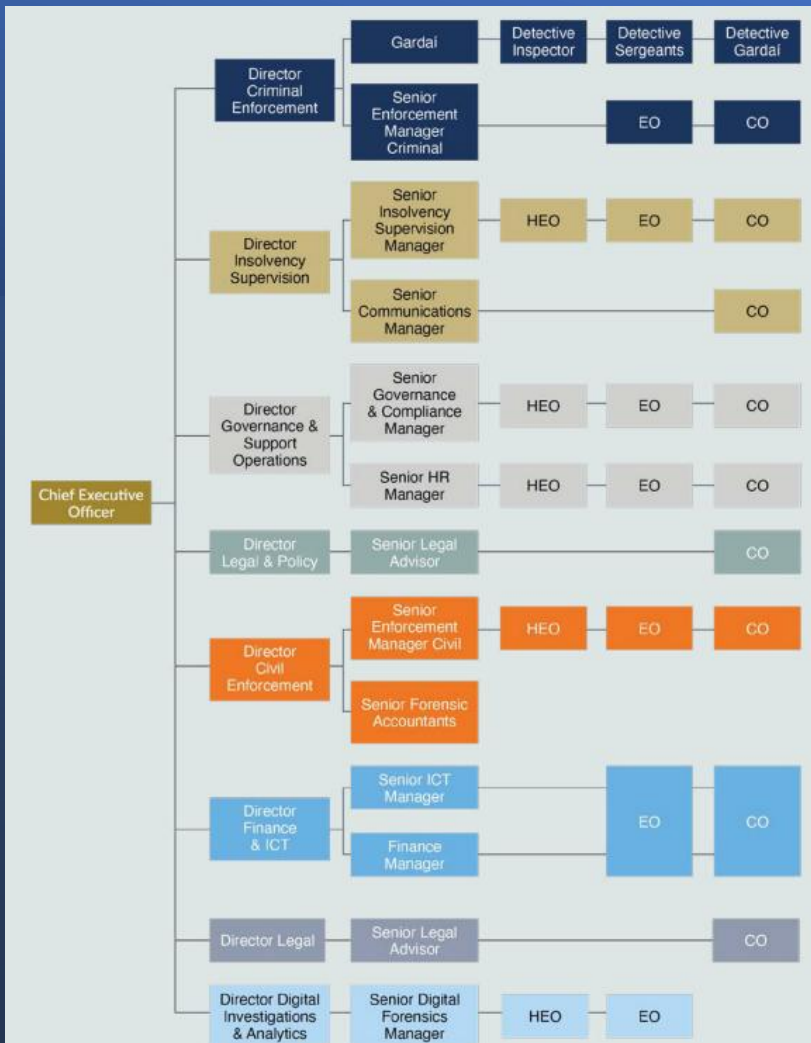 Gardaí
Detective
Inspector
Detective
Sergeants
Detective
Gardaí
Director
Criminal
Enforcement
Senior
Enforcement
Manager
Criminal
EO
CO
Senior
Insolvency
Supervision
Manager
HEO
EO
CO
Director
Insolvency
Supervision
Senior
Communications
Manager
CO
Senior
Governance
& Compliance
Manager
HEO
EO
CO
Director
Governance &
Support
Operations
Senior HR
Manager
HEO
EO
CO
Chief Executive
Officer
Director
Legal & Policy
Senior Legal
Advisor
CO
Senior
Enforcement
Manager Civil
HEO
EO
CO
Director
Civil
Enforcement
Senior Forensic
Accountants
Senior ICT
Manager
Director
Finance
& ICT
EO
CO
Finance
Manager
Director Legal
Senior Legal
Advisor
CO
Director Digital
Investigations
& Analytics
Senior Digital
Forensics
Manager
HEO
EO